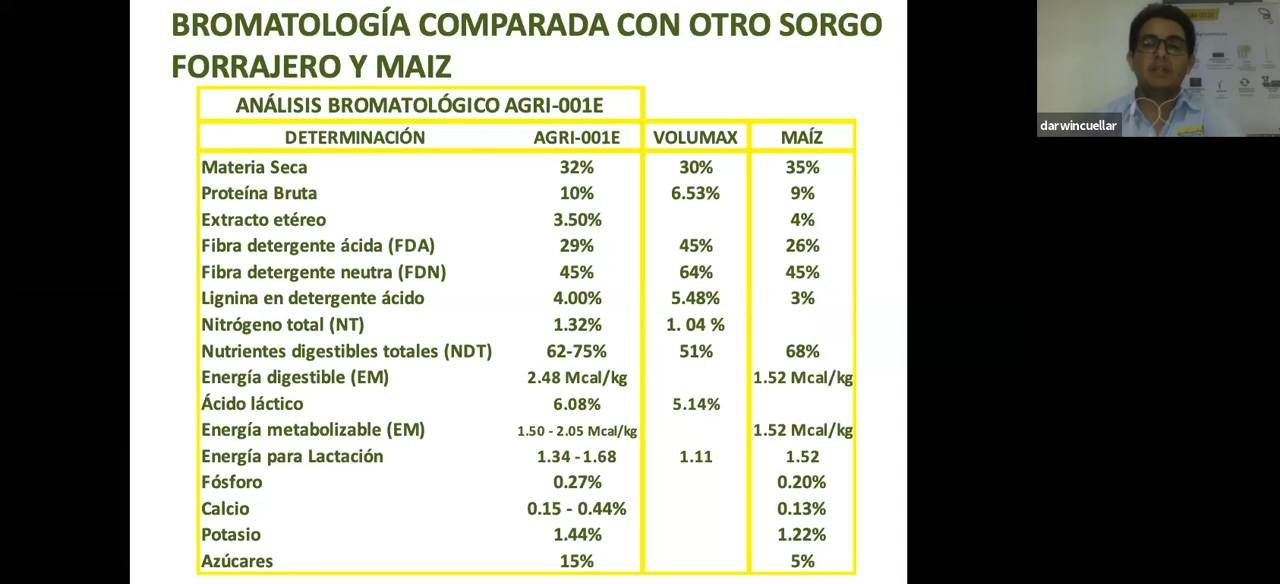 BROMATOLOGÍA COMPARADA CON OTRO SORGO
FORRAJERO Y MAIZ
ANÁLISIS BROMATOLÓGICO AGRI-001E
DETERMINACIÓN AGRI-001E VOLUMAX MAÍZ
Materia Seca 32% 30% 35%
Proteína Bruta 10% 6.53% 9%
Extracto etéreo 3.50% 4%
Fibra detergente ácida (FDA) 29% 45% 26%
Fibra detergente neutra (FDN) 45% 64% 45%
Lignina en detergente ácido 4.00% 5.48% 3%
Nitrógeno total (NT) 1.32% 1. 04 %
Nutrientes digestibles totales (NDT) 62-75% 51% 68%
Energía digestible (EM) 2.48 Mcal/kg 1.52 Mcal/kg
Ácido láctico 6.08% 5.14%
Energía metabolizable (EM) 1.50 - 2.05 Mcal/kg 1.52 Mcal/kg
Energía para Lactación 1.34 - 1.68 1.11 1.52
Fósforo 0.27% 0.20%
Calcio 0.15 - 0.44% 0.13%
Potasio 1.44% 1.22%
Azúcares 15% 5%
darwincuellar